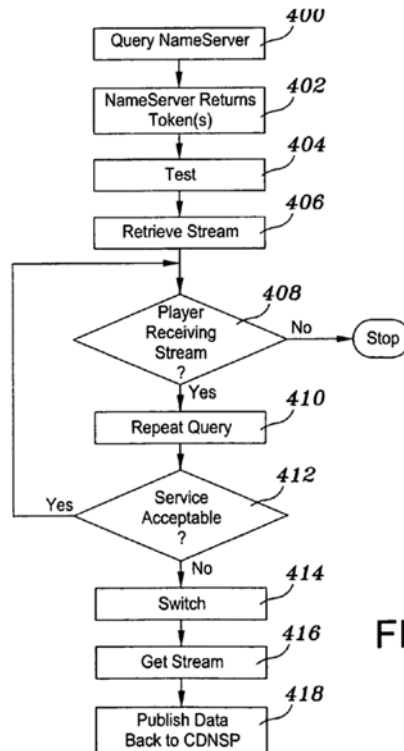 400
Query NameServer
402
NameServer Returns
Token(s)
404
Test
406
Retrieve Stream
408
Player
Receiving
Stream
?
No
Stop
Yes
410
Repeat Query
412
Yes
Service
Acceptable
?
No
414
Switch
416
Get Stream
FI
418
Publish Data
Back to CDNSP